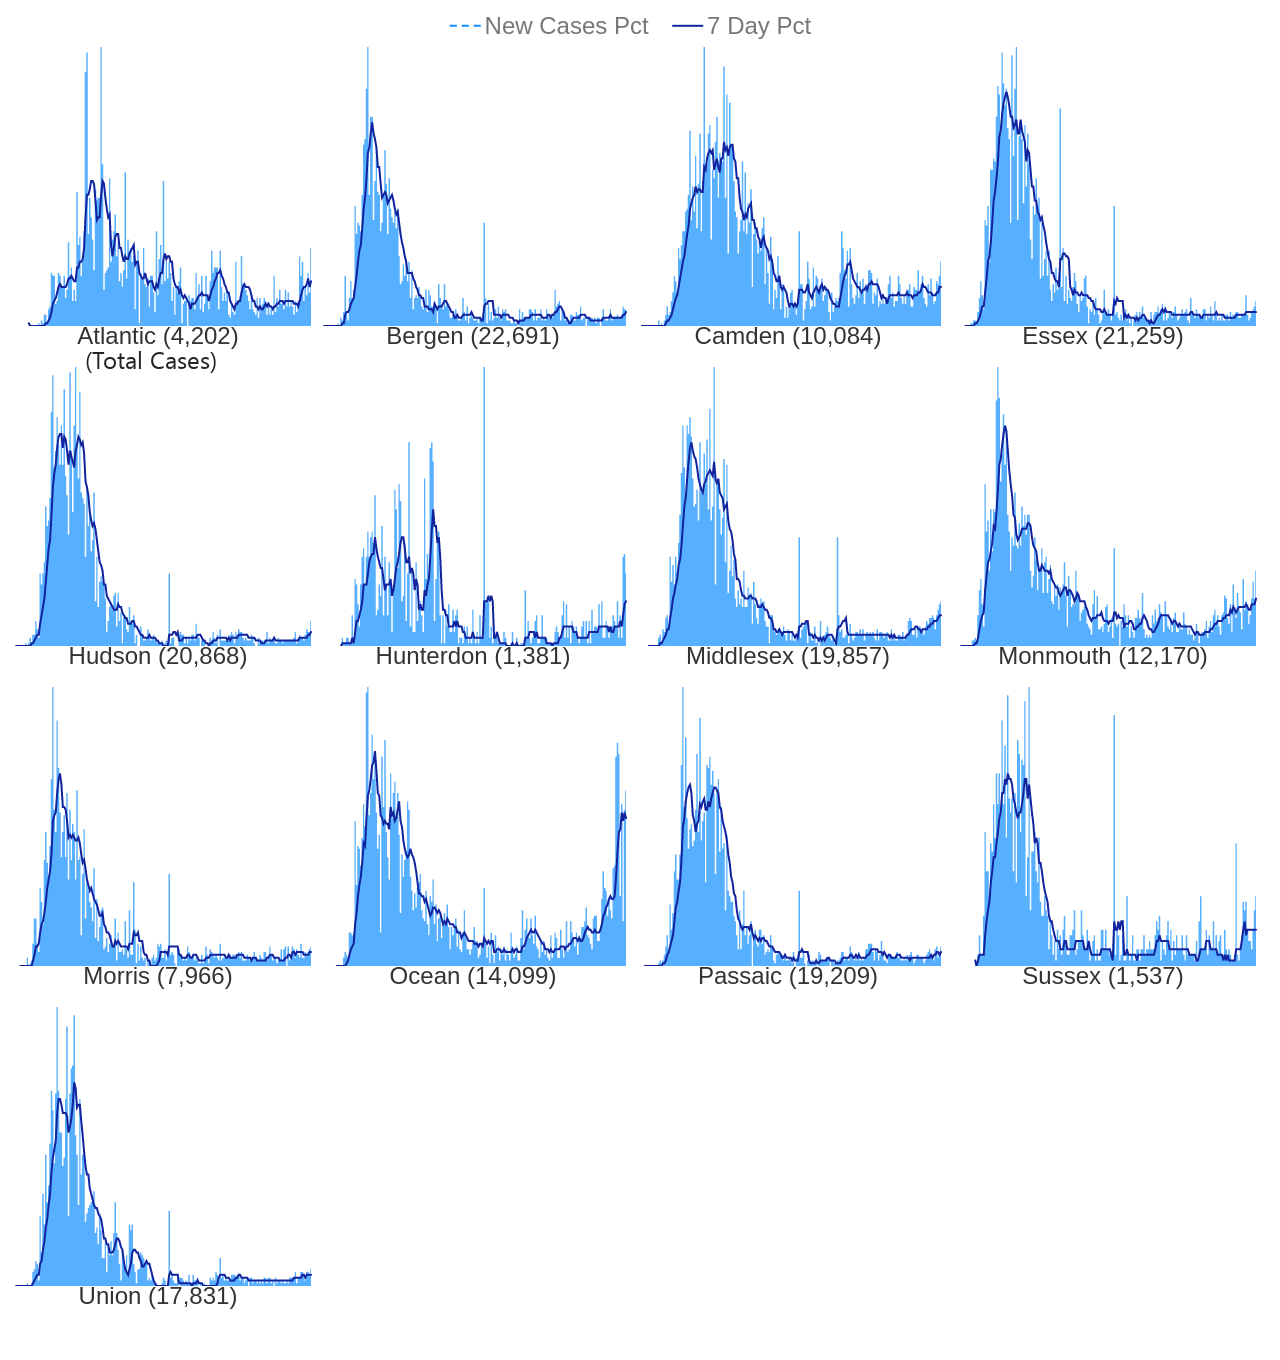 New Cases Pct 7 Day Pct
Atlantic (4,202) Bergen (22,691) Camden (10,084) Essex (21,259)
(Total Cases)
Hudson (20,868) Hunterdon (1,381) Middlesex (19,857) Monmouth (12,170)
Morris (7,966) Ocean (14,099) Passaic (19,209) Sussex (1,537)
Union (17,831)